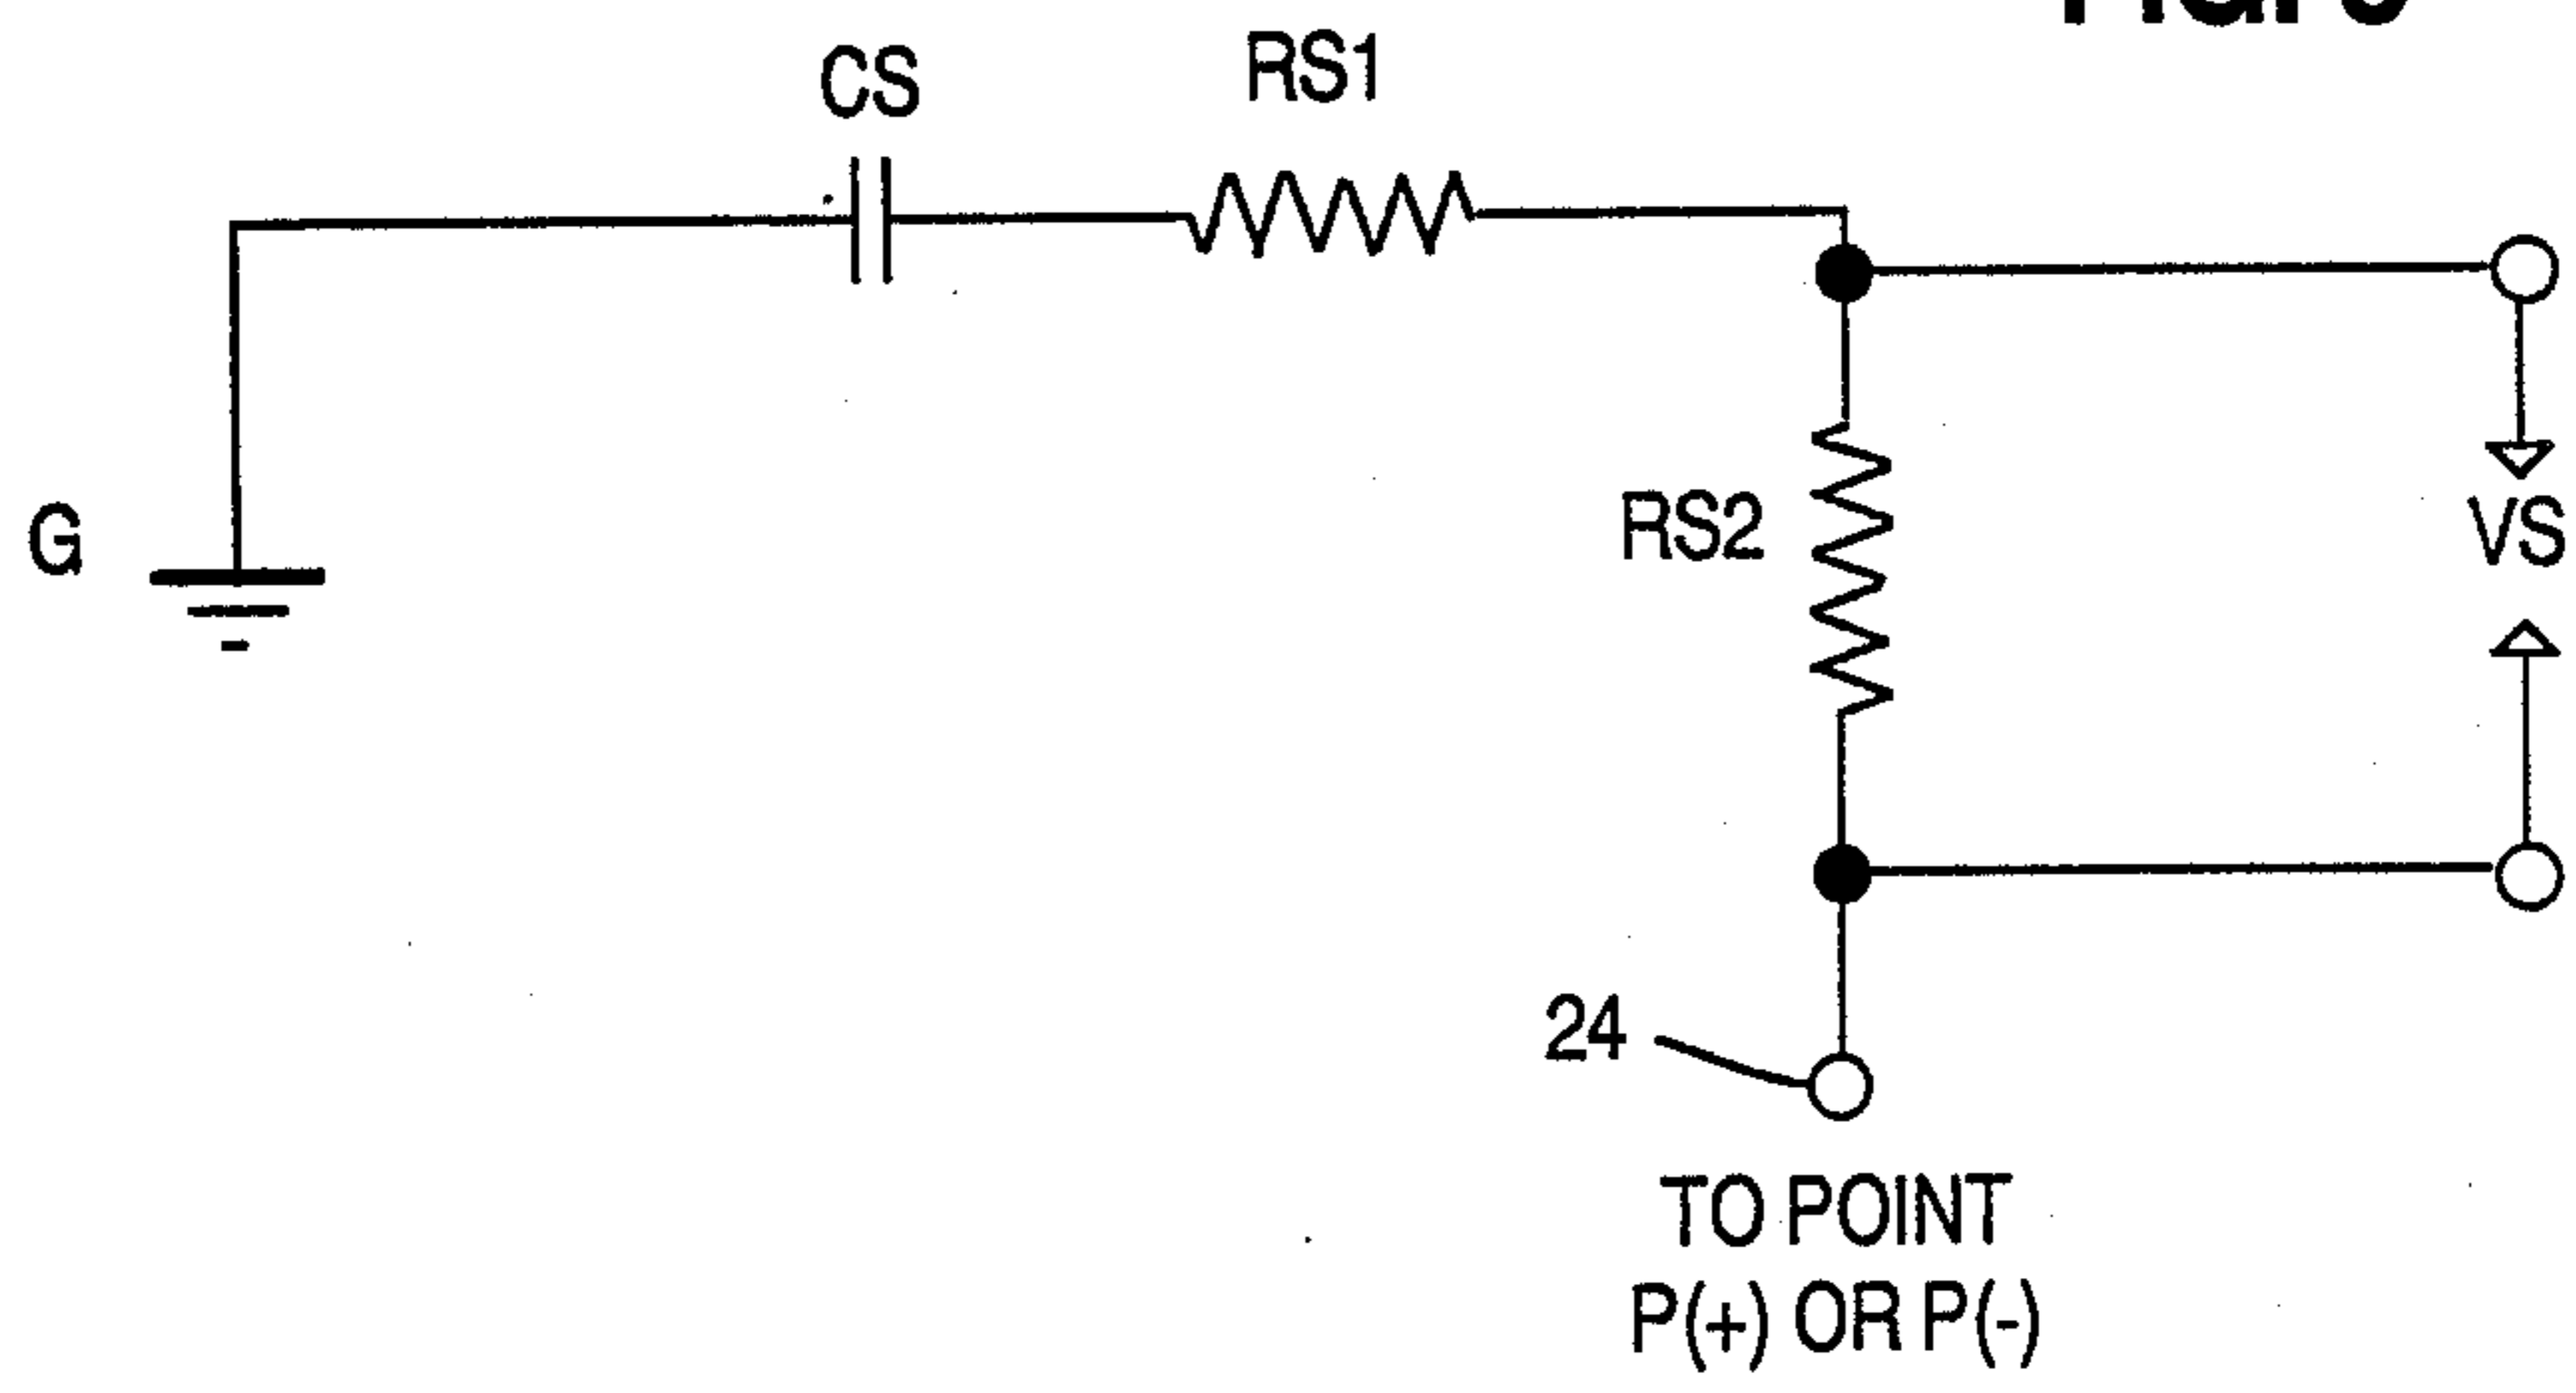 CS
RS1
G
RS2
VS
24
TO POINT
P(+) OR P(-)